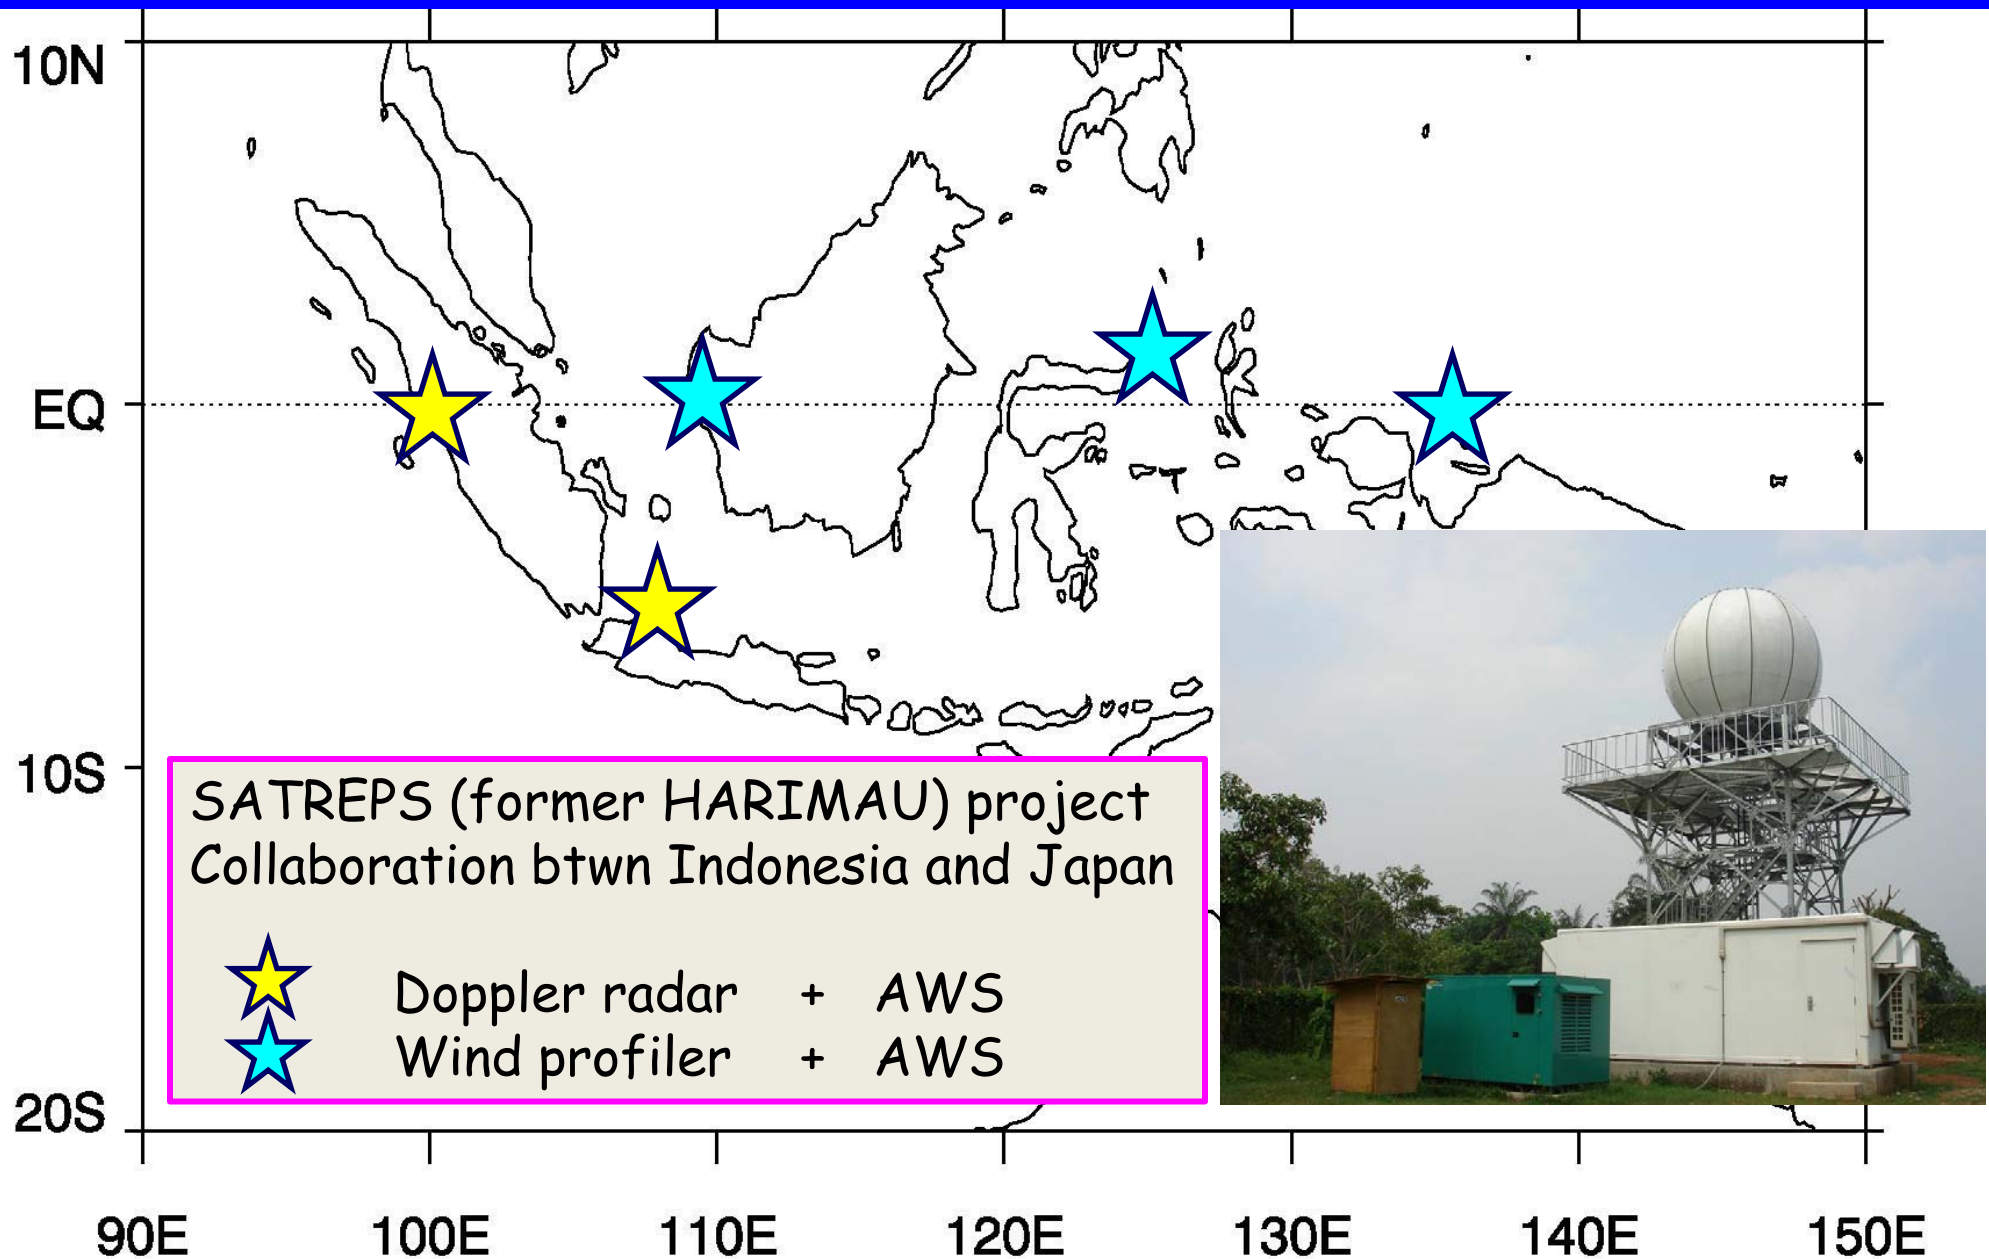 10N
EQ
10S
20S
SATREPS (former HARIMAU) project
Collaboration btwn Indonesia and Japan
Doppler radar + AWS
Wind profiler + AWS
90E 100E 110E 120E 130E 140E 150E